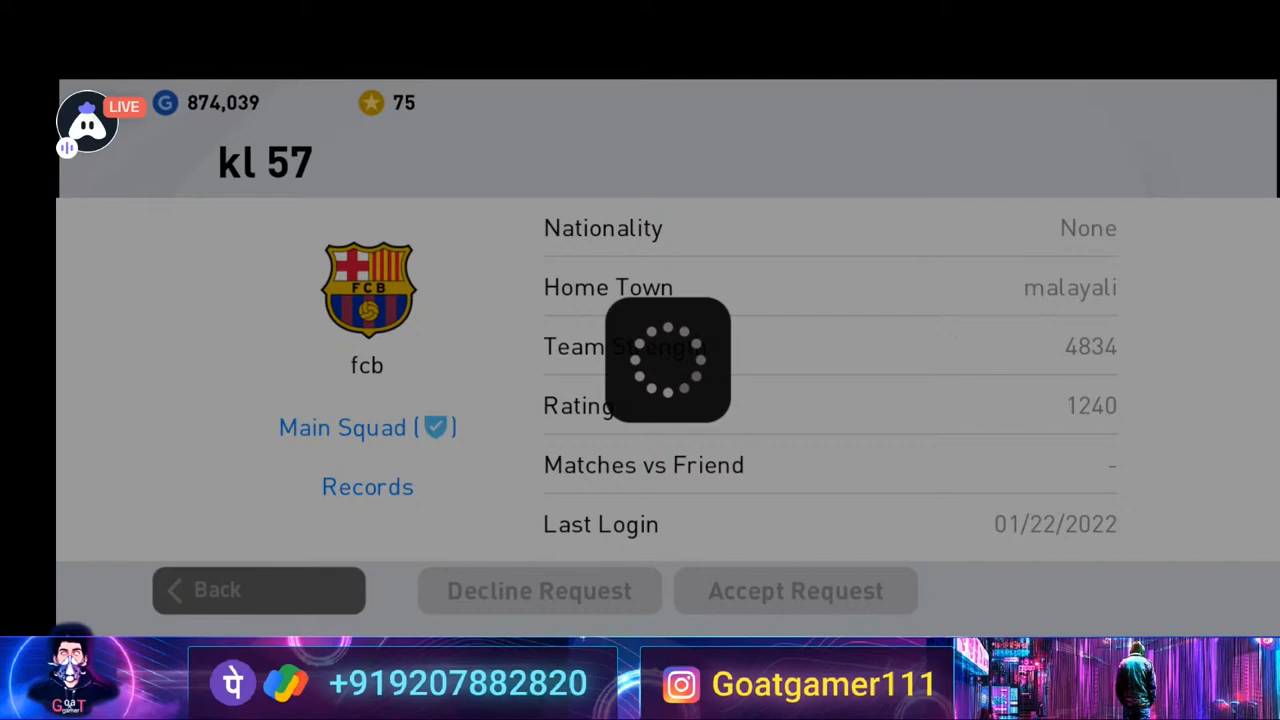 LIVE
874,039
75
kl 57
FCB
fcb
Main Squad ( )
Records
Nationality None
Home Town malayali
Team Strength 4834
Rating 1240
Matches vs Friend -
Last Login 01/22/2022
Back
Decline Request
Accept Request
पे
+919207882820
Goatgamer111